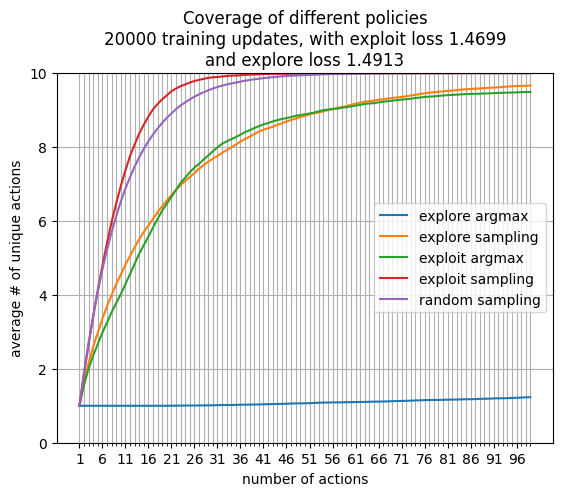 Coverage of different policies
20000 training updates, with exploit loss 1.4699
and explore loss 1.4913
average # of unique actions
10
8
6
4
2
0
explore argmax
explore sampling
exploit argmax
exploit sampling
random sampling
1 6 11 16 21 26 31 36 41 46 51 56 61 66 71 76 81 86 91 96
number of actions